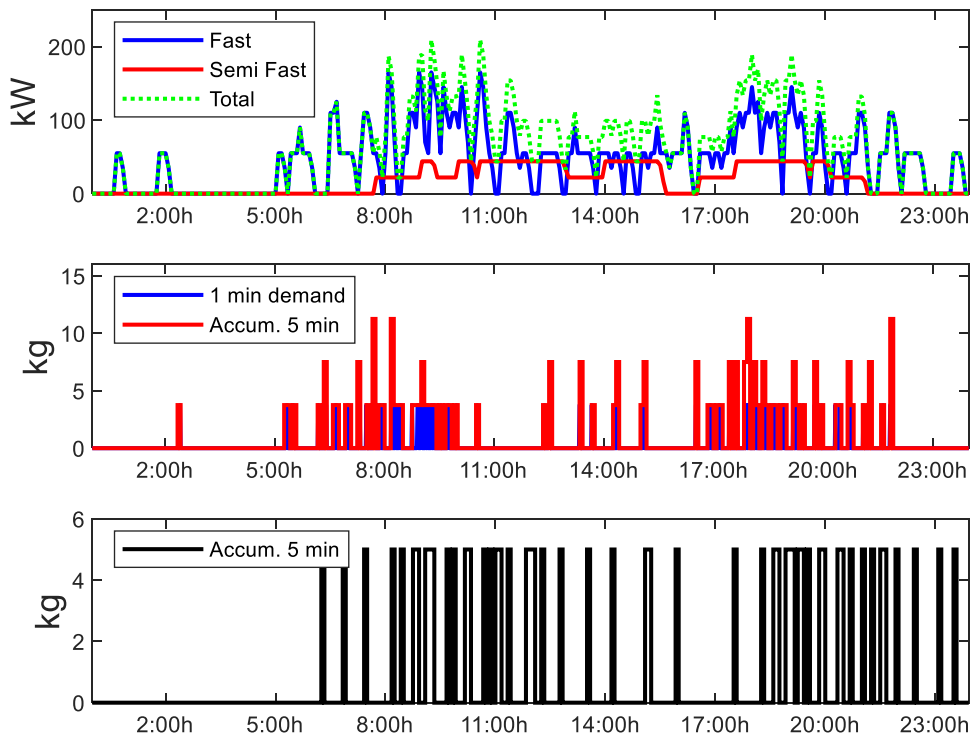 kW
200
100
0
Fast
Semi Fast
Total
2:00h 5:00h 8:00h 11:00h 14:00h 17:00h 20:00h 23:00h
kg
15
10
5
0
1 min demand
Accum. 5 min
2:00h 5:00h 8:00h 11:00h 14:00h 17:00h 20:00h 23:00h
kg
6
4
2
0
Accum. 5 min
2:00h 5:00h 8:00h 11:00h 14:00h 17:00h 20:00h 23:00h